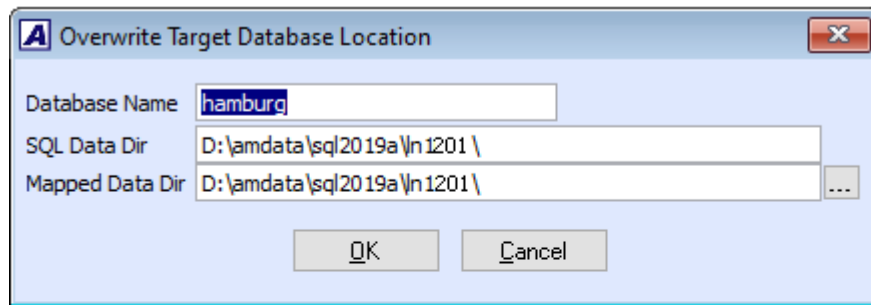 A Overwrite Target Database Location
Database Name hamburg
SQL Data Dir D:\amdata\sql2019a\ln1201\
Mapped Data Dir D:\amdata\sql2019a\ln1201\ ...
OK Cancel